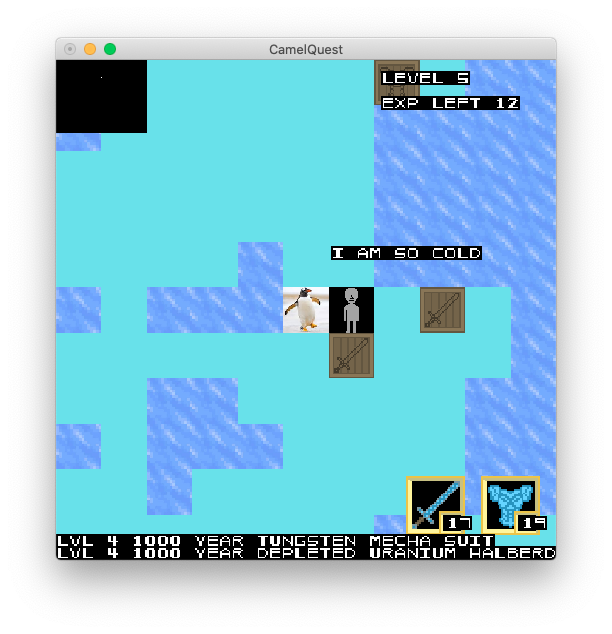 CamelQuest
LEVEL 5
EXP LEFT 12
I AM SO COLD
17
19
LVL 4 1000 YEAR TUNGSTEN MECHA SUIT
LVL 4 1000 YEAR DEPLETED URANIUM HALBERD